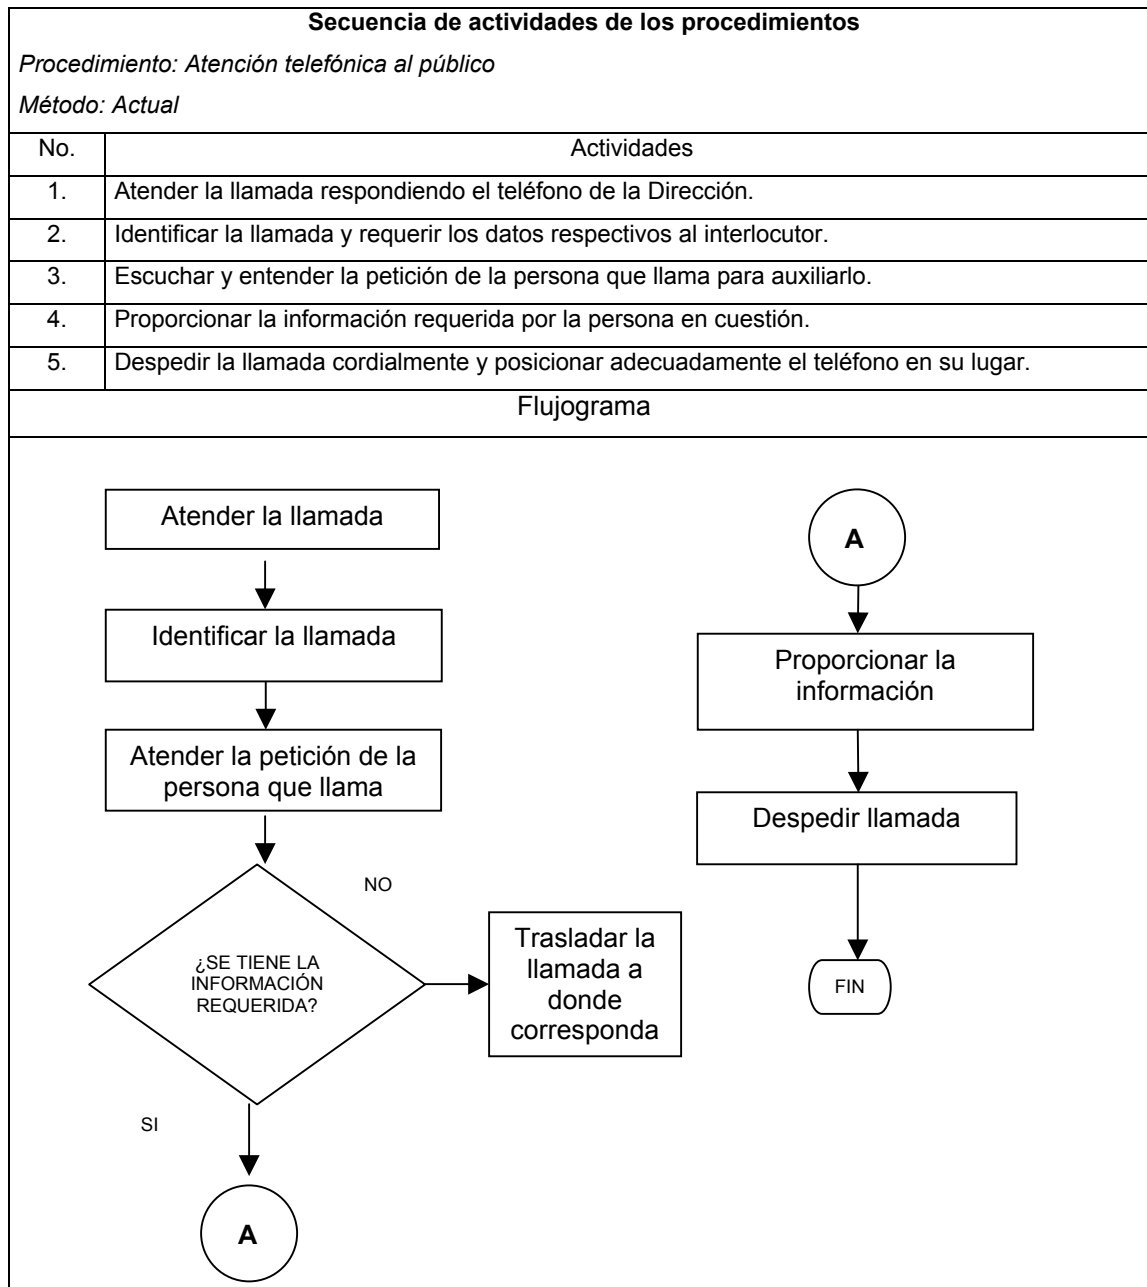 Secuencia de actividades de los procedimientos
Procedimiento: Atención telefónica al público
Método: Actual
No. Actividades
1. Atender la llamada respondiendo el teléfono de la Dirección.
2. Identificar la llamada y requerir los datos respectivos al interlocutor.
3. Escuchar y entender la petición de la persona que llama para auxiliarlo.
4. Proporcionar la información requerida por la persona en cuestión.
5. Despedir la llamada cordialmente y posicionar adecuadamente el teléfono en su lugar.
Flujograma
Atender la llamada
Identificar la llamada
Atender la petición de la
persona que llama
¿SE TIENE LA
INFORMACIÓN
REQUERIDA?
NO
Trasladar la
llamada a
donde
corresponda
SI
A
A
Proporcionar la
información
Despedir llamada
FIN